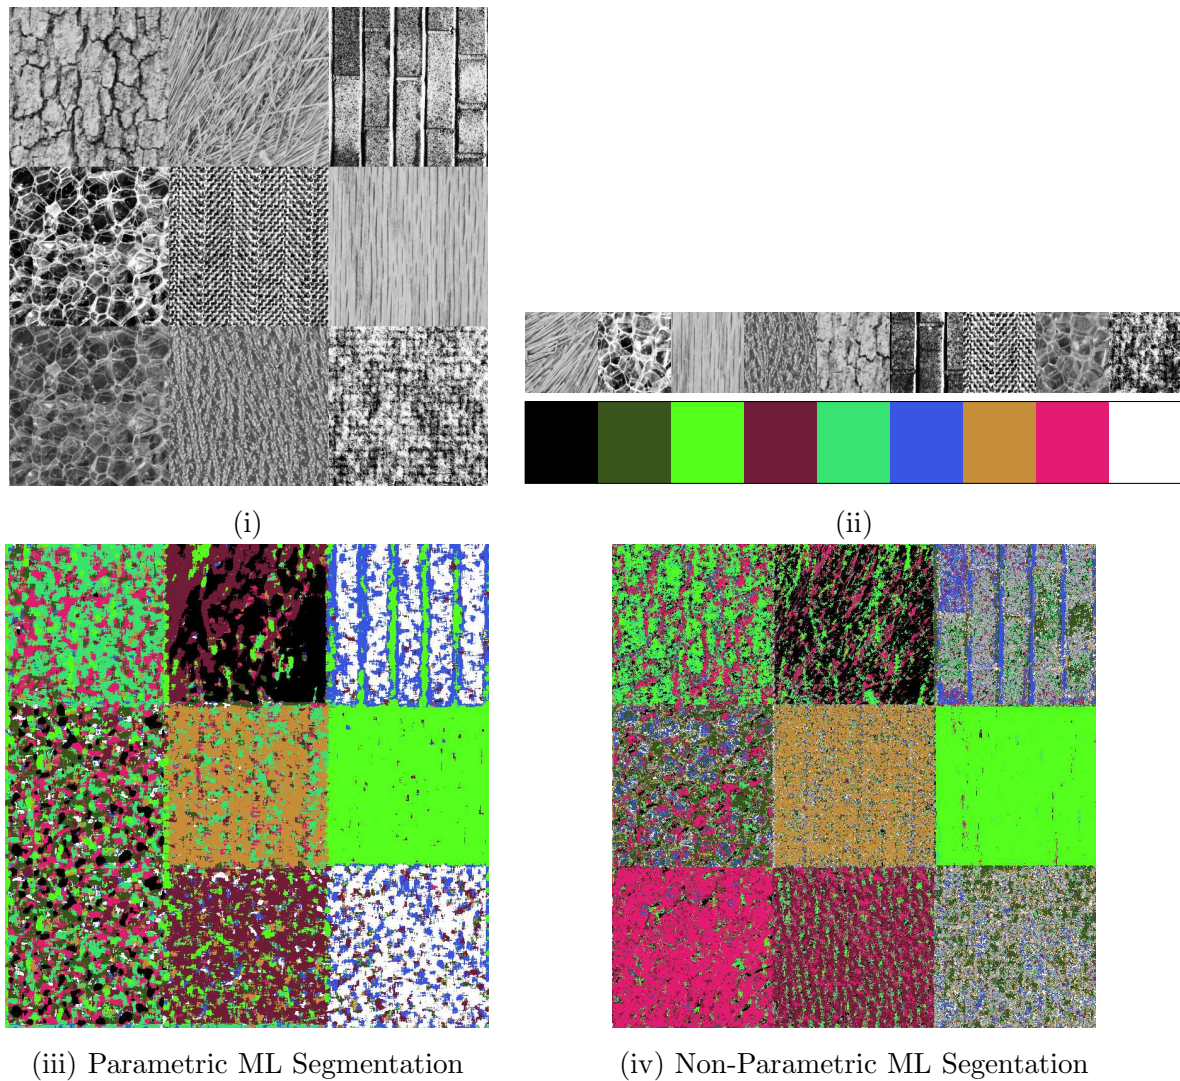 (i)
(ii)
(iii) Parametric ML Segmentation
(iv) Non-Parametric ML Segentation